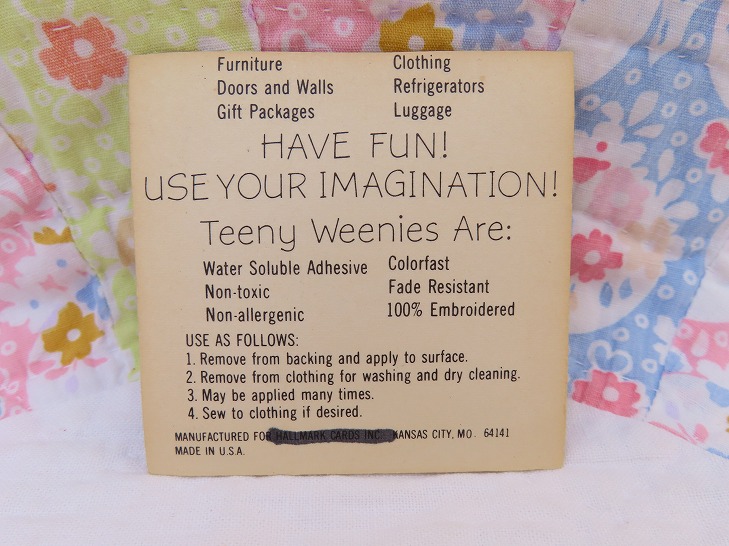 Furniture Clothing
Doors and Walls Refrigerators
Gift Packages Luggage
HAVE FUN!
USE YOUR IMAGINATION!
Teeny Weenies Are:
Water Soluble Adhesive Colorfast
Non-toxic Fade Resistant
Non-allergenic 100% Embroidered
USE AS FOLLOWS:
1. Remove from backing and apply to surface.
2. Remove from clothing for washing and dry cleaning.
3. May be applied many times.
4. Sew to clothing if desired.
MANUFACTURED FOR HALLMARK CARDS INC. KANSAS CITY, MO. 64141
MADE IN U.S.A.